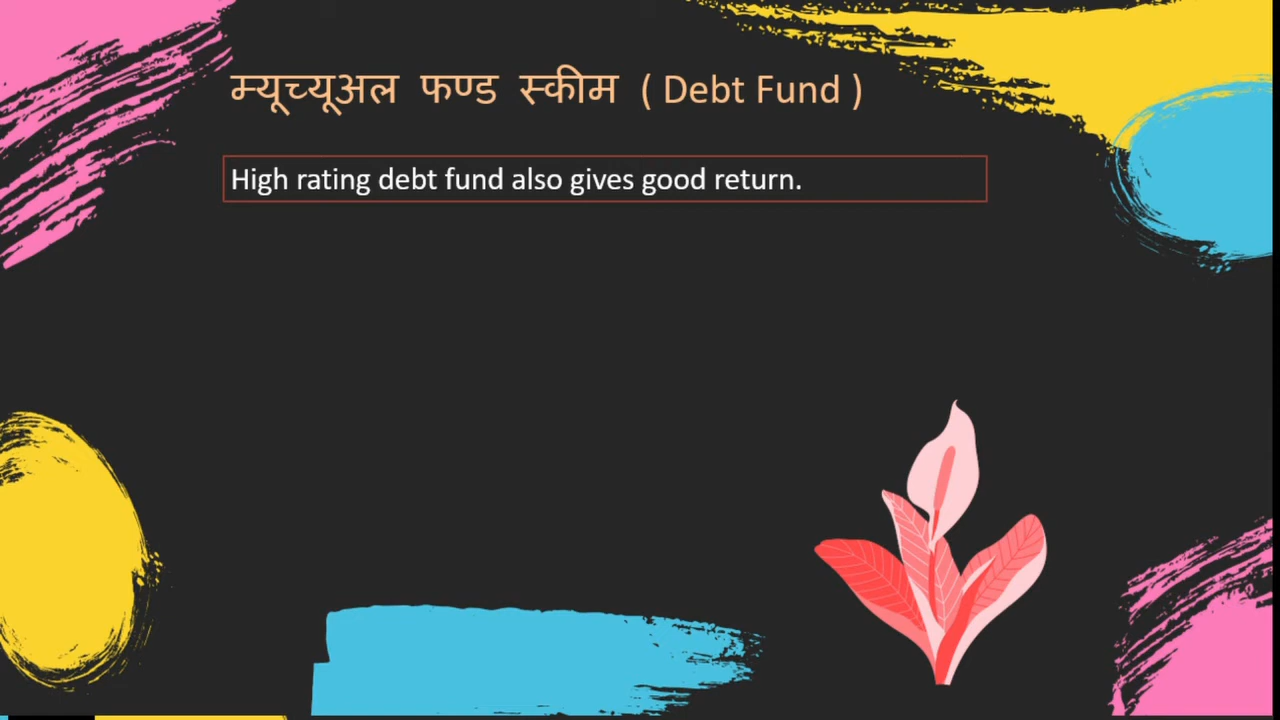 म्यूच्यूअल फण्ड स्कीम ( Debt Fund )
High rating debt fund also gives good return.